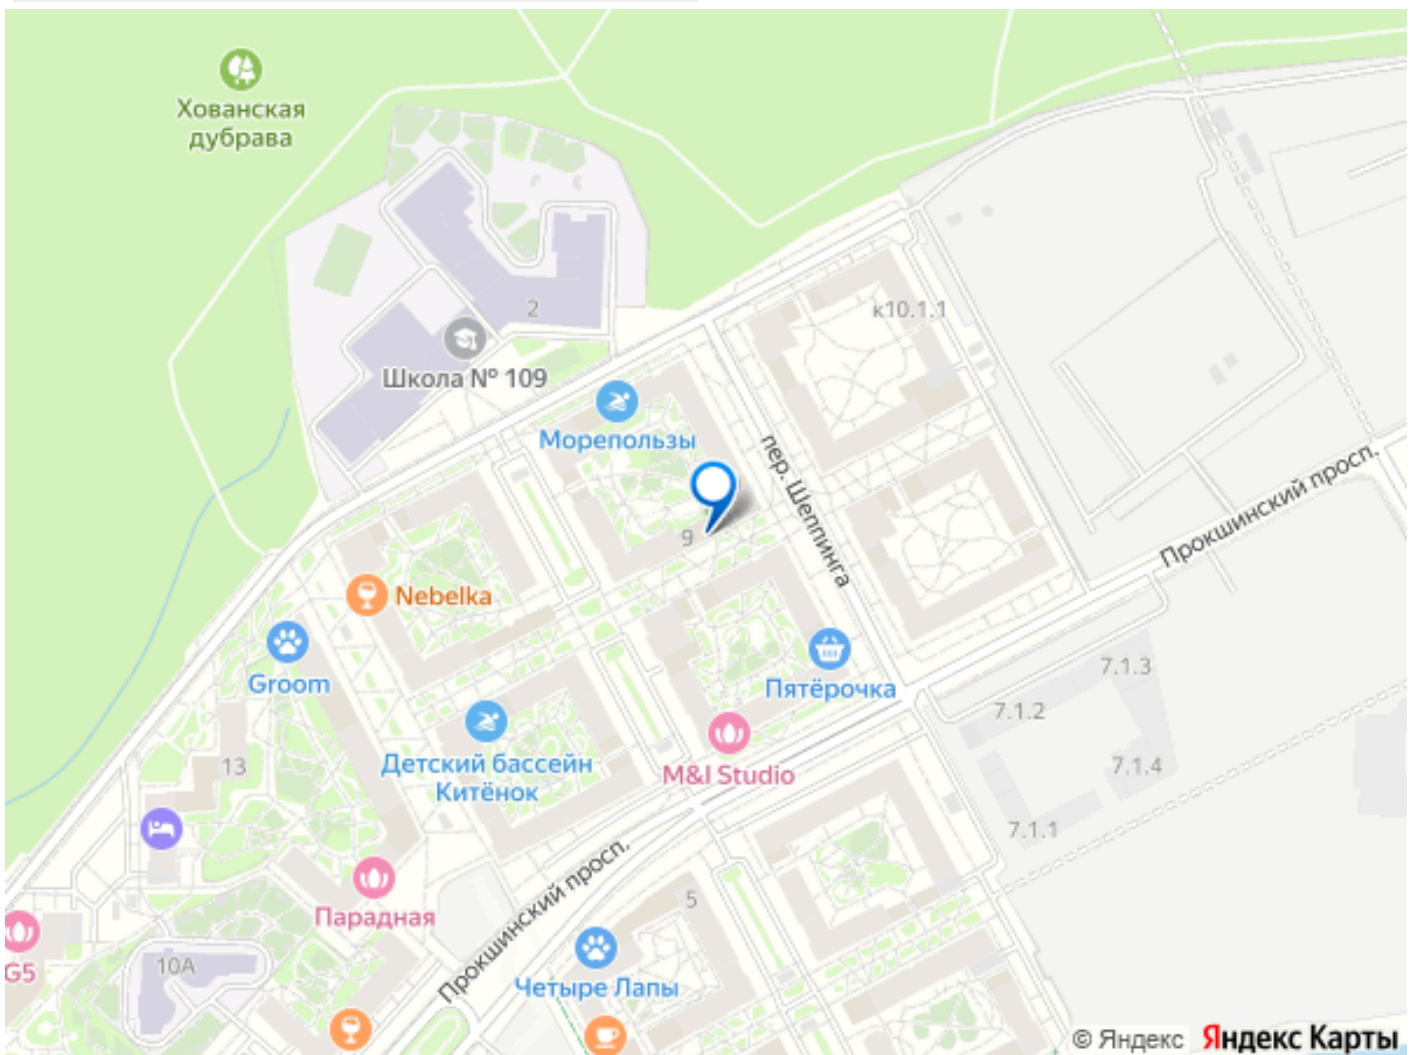 Хованская
дубрава
к10.1.1
2
Школа № 109
Морепользы
пер. Шеппинга
Прокшинский просп.
9
Nebelka
Groom
Пятёрочка
7.1.3
7.1.2
M&I Studio
13
Детский бассейн
Китёнок
7.1.4
7.1.1
Прокшинский просп.
5
Парадная
G5
10А
Четыре Лапы
© Яндекс Яндекс Карты